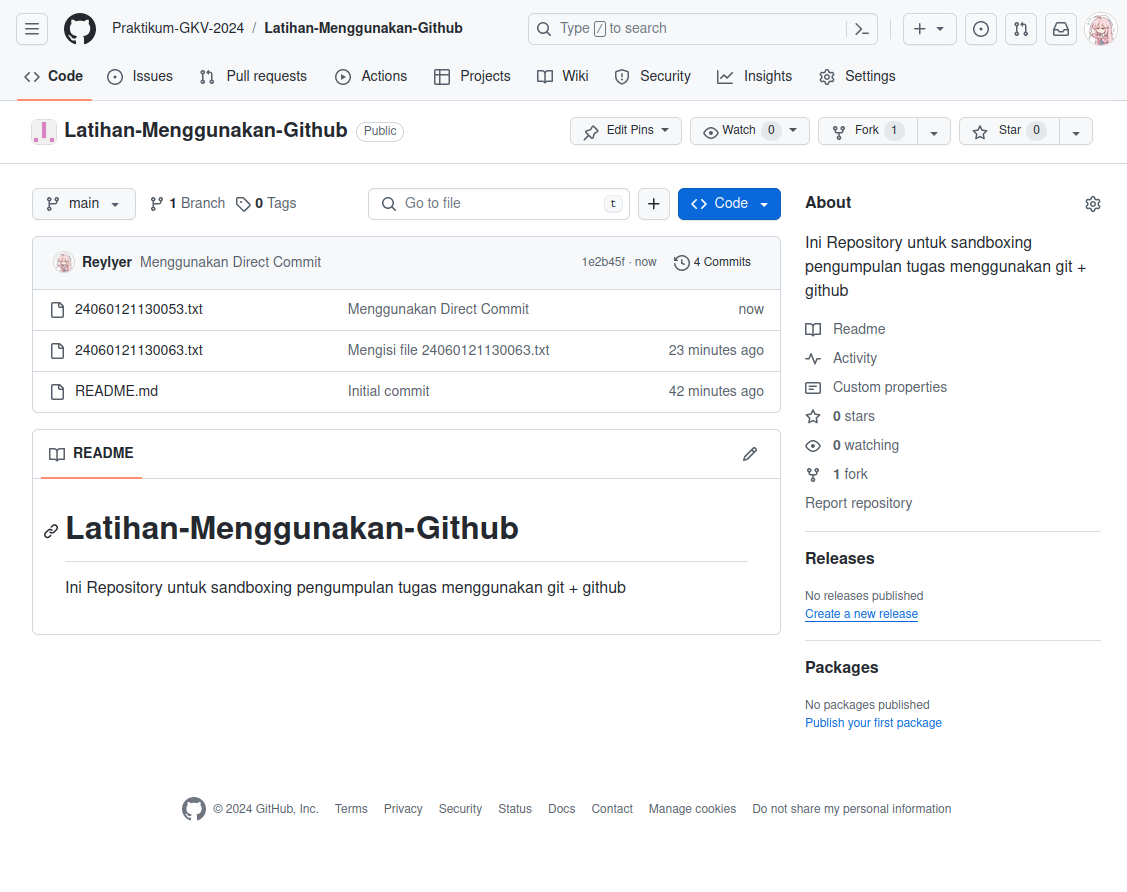 Praktikum-GKV-2024 / Latihan-Menggunakan-Github Type / to search
Code Issues Pull requests Actions Projects Wiki Security Insights Settings
Latihan-Menggunakan-Github Public Edit Pins Watch 0 Fork 1 Star 0
main 1 Branch 0 Tags Go to file t Code
Reylyer Menggunakan Direct Commit 1e2b45f · now 4 Commits
24060121130053.txt Menggunakan Direct Commit now
24060121130063.txt Mengisi file 24060121130063.txt 23 minutes ago
README.md Initial commit 42 minutes ago
README
Latihan-Menggunakan-Github
Ini Repository untuk sandboxing pengumpulan tugas menggunakan git + github
About
Ini Repository untuk sandboxing
pengumpulan tugas menggunakan git +
github
Readme
Activity
Custom properties
0 stars
0 watching
1 fork
Report repository
Releases
No releases published
Create a new release
Packages
No packages published
Publish your first package
© 2024 GitHub, Inc. Terms Privacy Security Status Docs Contact Manage cookies Do not share my personal information